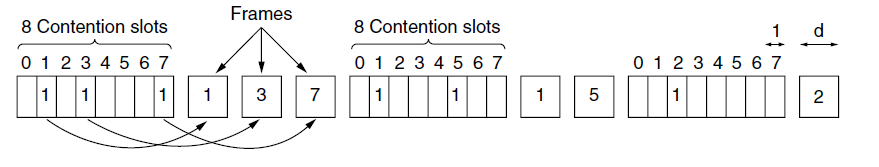 Frames
8 Contention slots 8 Contention slots 1 d
0 1 2 3 4 5 6 7 0 1 2 3 4 5 6 7 0 1 2 3 4 5 6 7
1 1 1 1 3 7 1 1 1 5 1 2